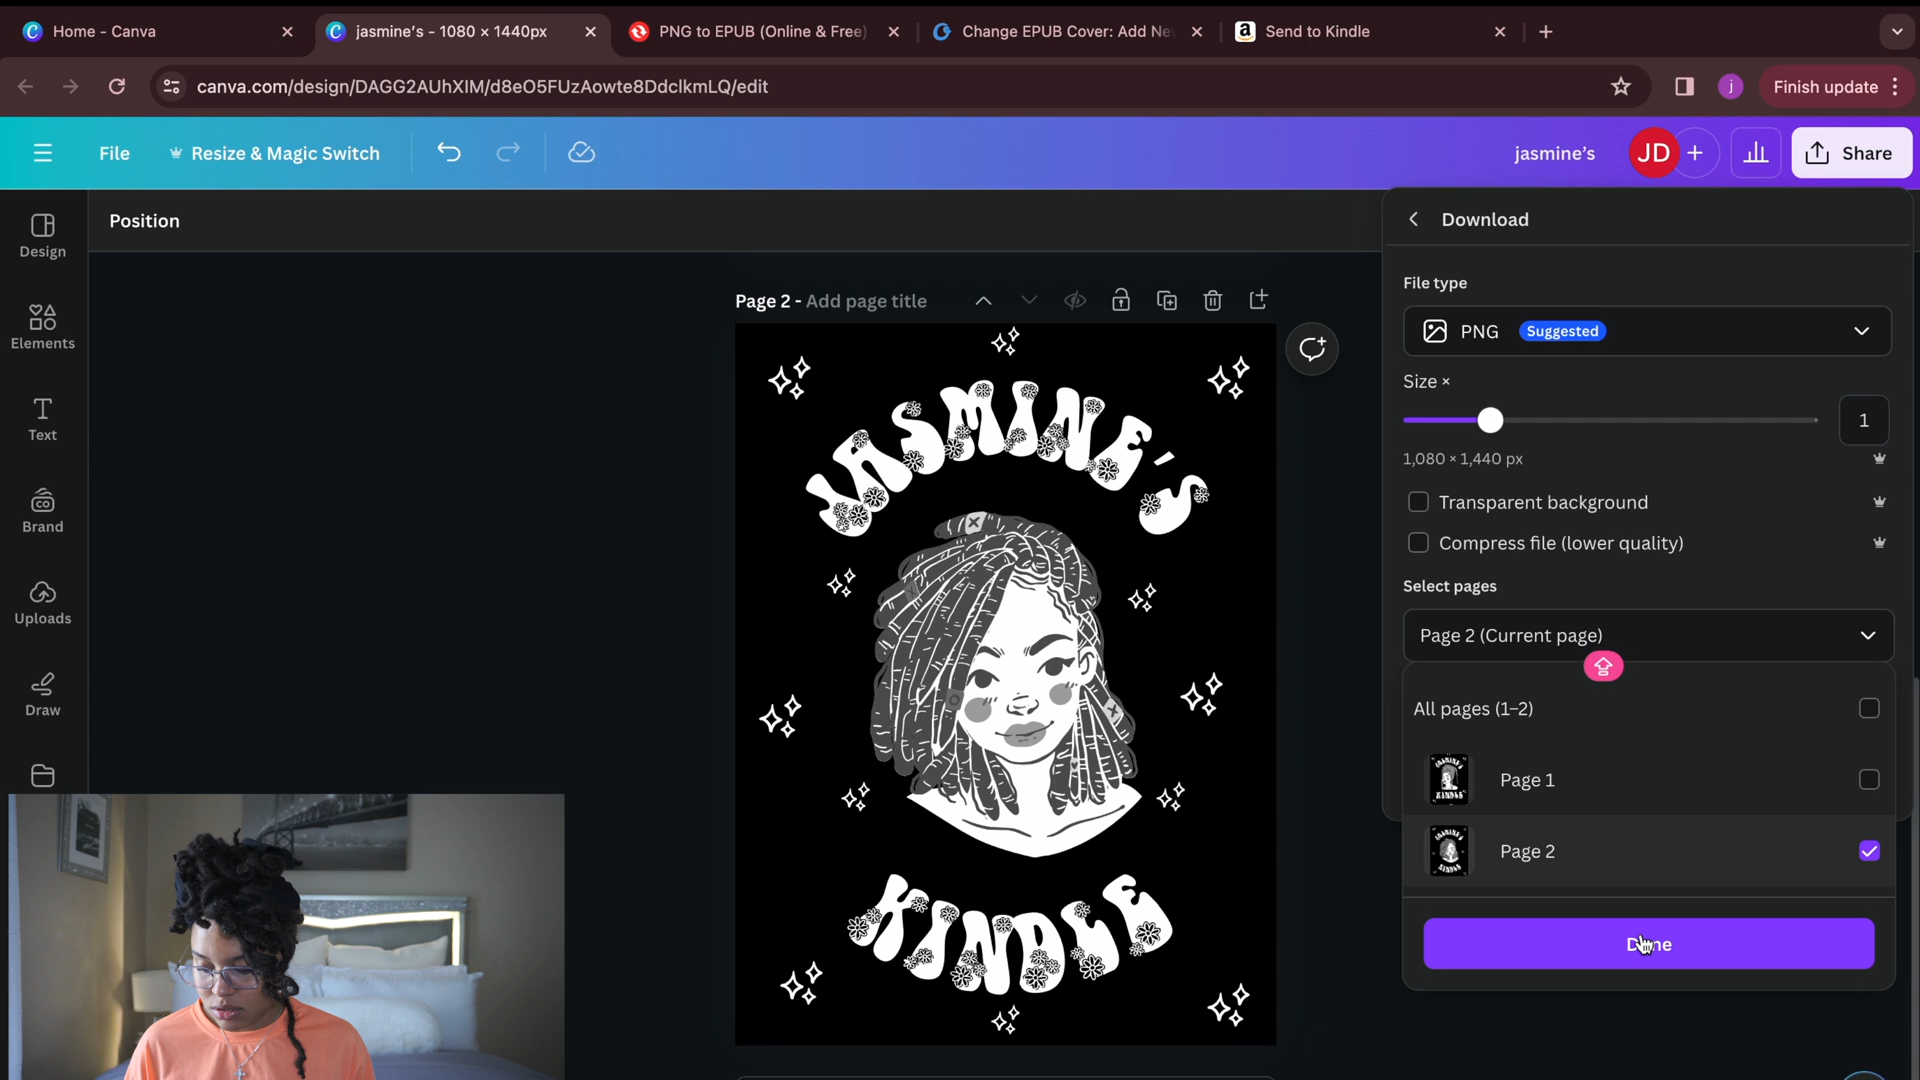 Home - Canva
jasmine's - 1080 × 1440px
PNG to EPUB (Online & Free)
Change EPUB Cover: Add Ne
Send to Kindle
canva.com/design/DAGG2AUhXIM/d8eO5FUzAowte8DdclkmLQ/edit
j
Finish update
File
Resize & Magic Switch
jasmine's
JD
Share
Position
Design
Elements
Text
Brand
Uploads
Draw
Page 2 - Add page title
JASMINE'S
KINDLE
Download
File type
PNG Suggested
Size ×
1
1,080 × 1,440 px
Transparent background
Compress file (lower quality)
Select pages
Page 2 (Current page)
All pages (1–2)
Page 1
Page 2